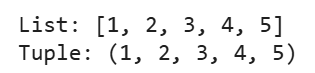 List: [1, 2, 3, 4, 5]
Tuple: (1, 2, 3, 4, 5)